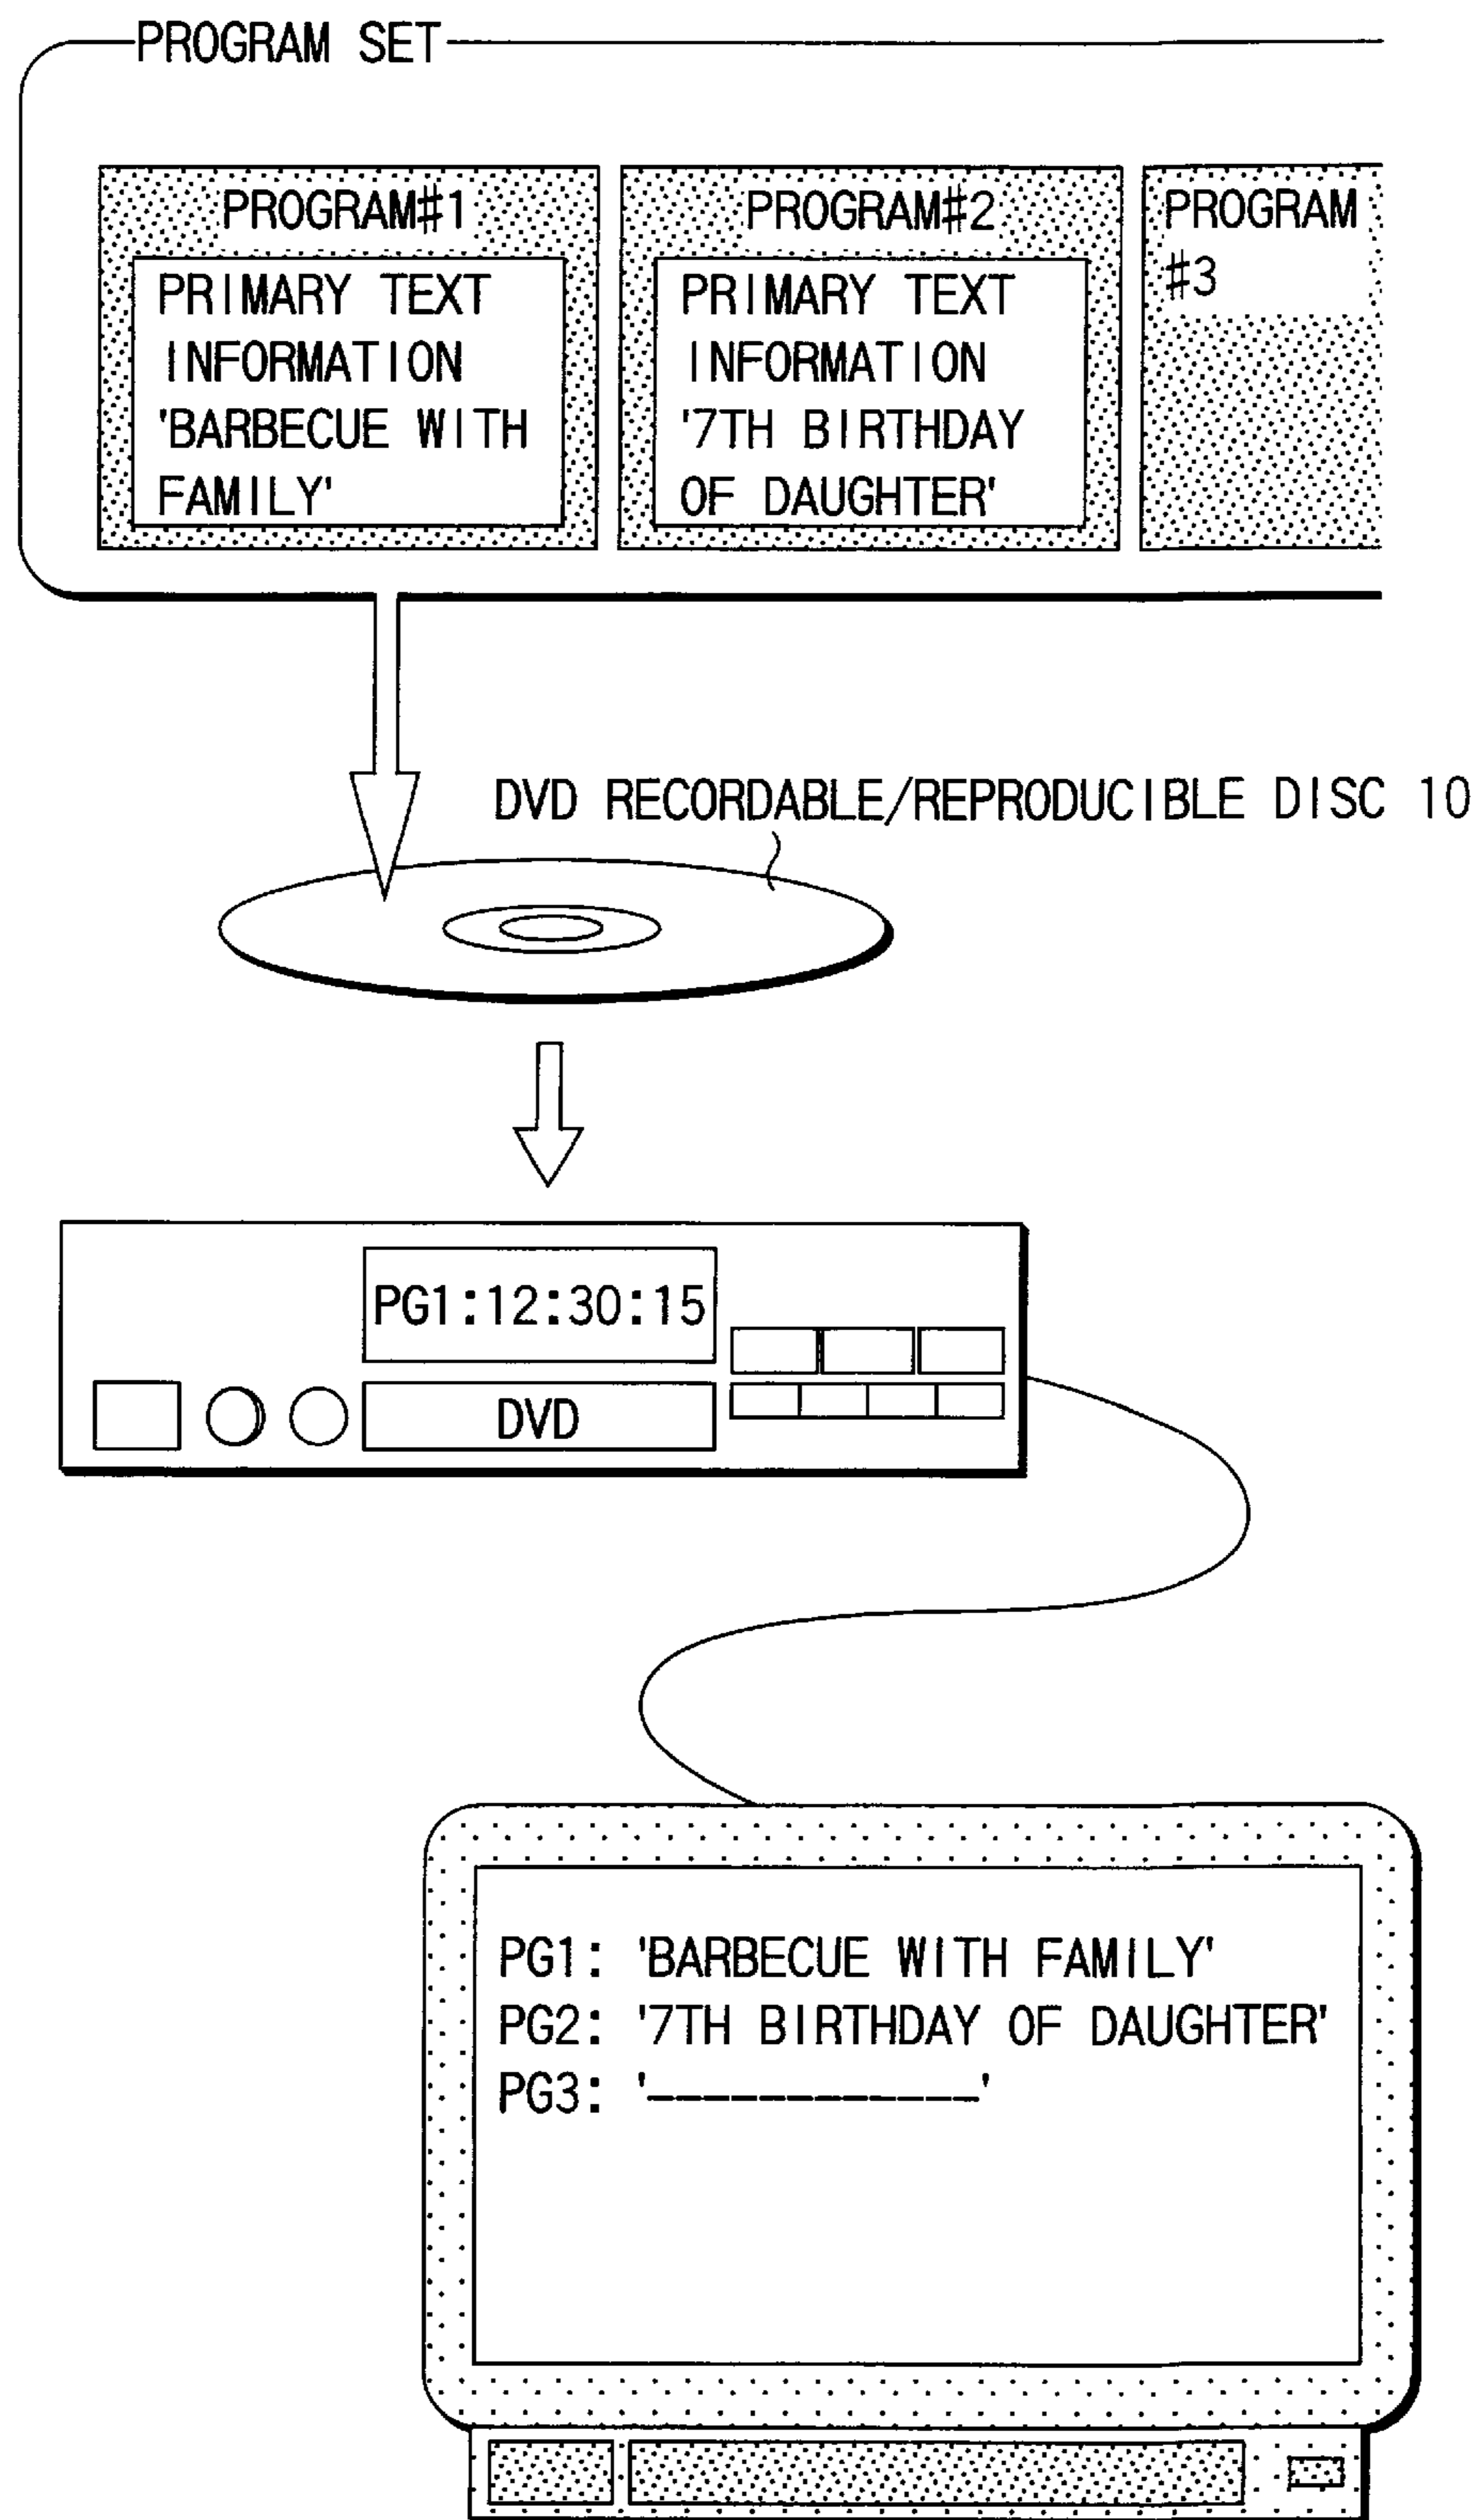 PROGRAM SET
PROGRAM#1
PRIMARY TEXT
INFORMATION
'BARBECUE WITH
FAMILY'
PROGRAM#2
PRIMARY TEXT
INFORMATION
'7TH BIRTHDAY
OF DAUGHTER'
PROGRAM
#3
DVD RECORDABLE/REPRODUCIBLE DISC 10
PG1:12:30:15
DVD
PG1: 'BARBECUE WITH FAMILY'
PG2: '7TH BIRTHDAY OF DAUGHTER'
PG3: '____________'